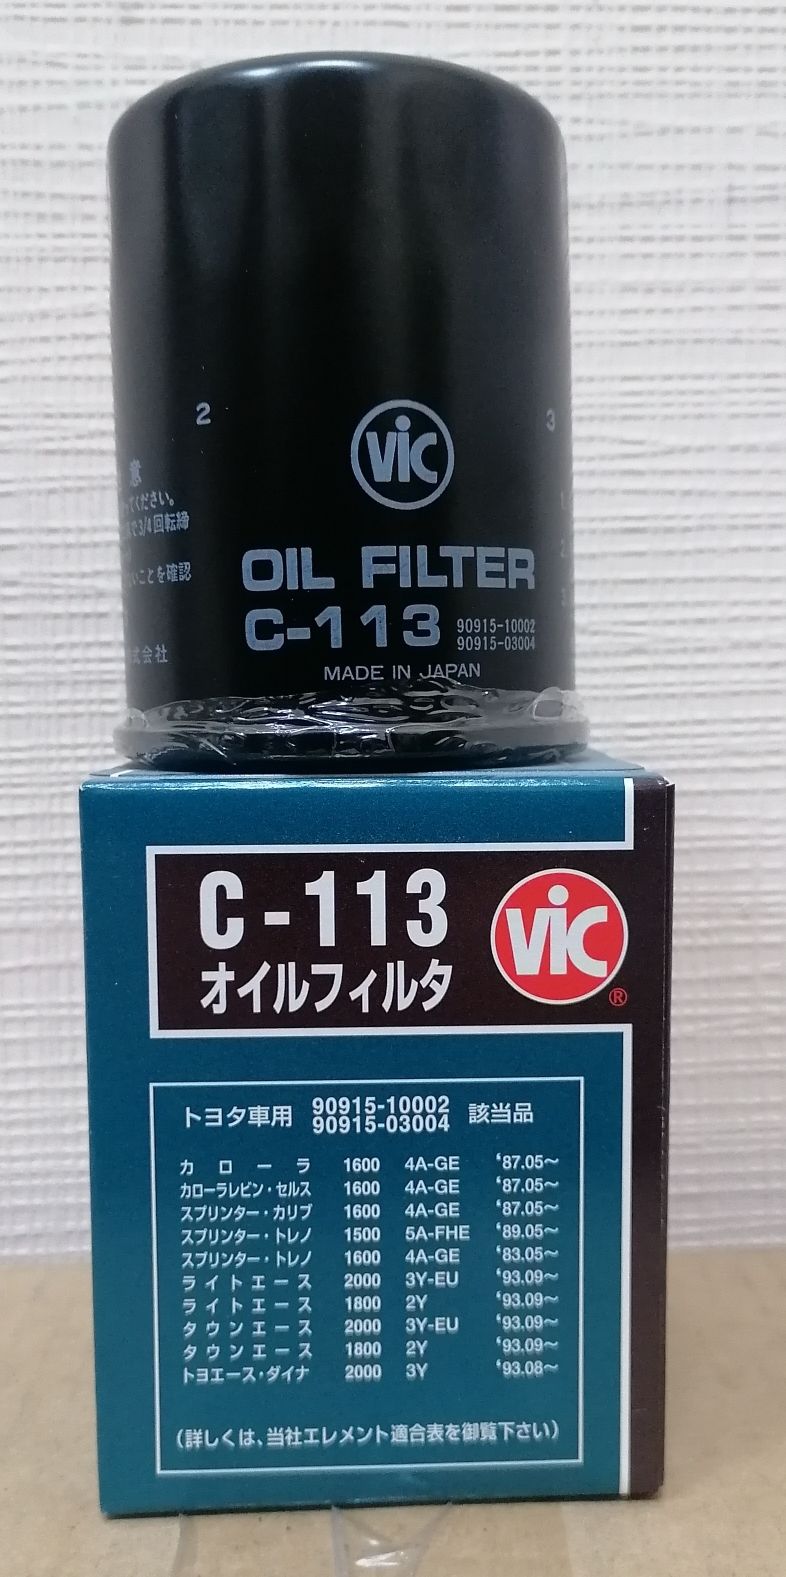 2
3
意
てください。
で3/4回転締
いことを確認
式会社
ViC
OIL FILTER
C-113
90915-10002
90915-03004
MADE IN JAPAN
C-113
オイルフィルタ
ViC
®
トヨタ車用 90915-10002 90915-03004 該当品
カローラ 1600 4A-GE '87.05〜
カローラレビン・セルス 1600 4A-GE '87.05〜
スプリンター・カリブ 1600 4A-GE '87.05〜
スプリンター・トレノ 1500 5A-FHE '89.05〜
スプリンター・トレノ 1600 4A-GE '83.05〜
ライトエース 2000 3Y-EU '93.09〜
ライトエース 1800 2Y '93.09〜
タウンエース 2000 3Y-EU '93.09〜
タウンエース 1800 2Y '93.09〜
トヨエース・ダイナ 2000 3Y '93.08〜
(詳しくは、当社エレメント適合表を御覧下さい)